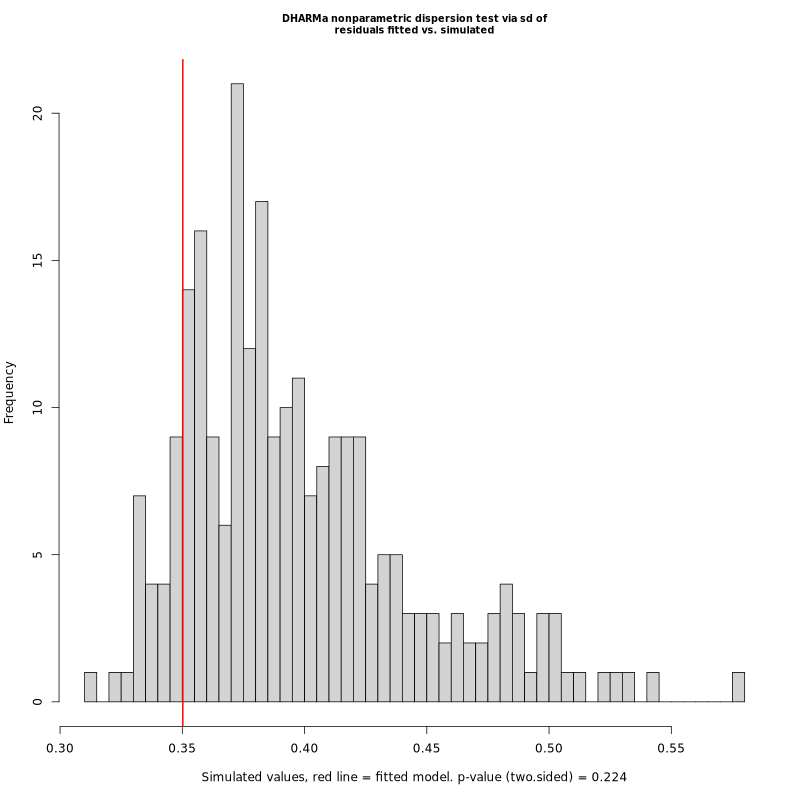 DHARMa nonparametric dispersion test via sd of
residuals fitted vs. simulated
Frequency
20
15
10
5
0
0.30 0.35 0.40 0.45 0.50 0.55
Simulated values, red line = fitted model. p-value (two.sided) = 0.224